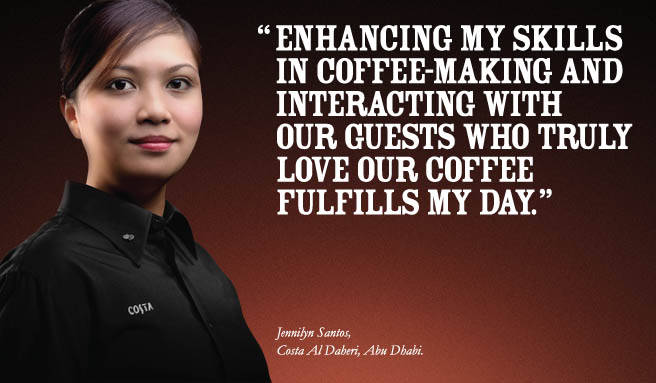 “ENHANCING MY SKILLS
IN COFFEE-MAKING AND
INTERACTING WITH
OUR GUESTS WHO TRULY
LOVE OUR COFFEE
FULFILLS MY DAY.”
COSTA
Jennilyn Santos,
Costa Al Daheri, Abu Dhabi.